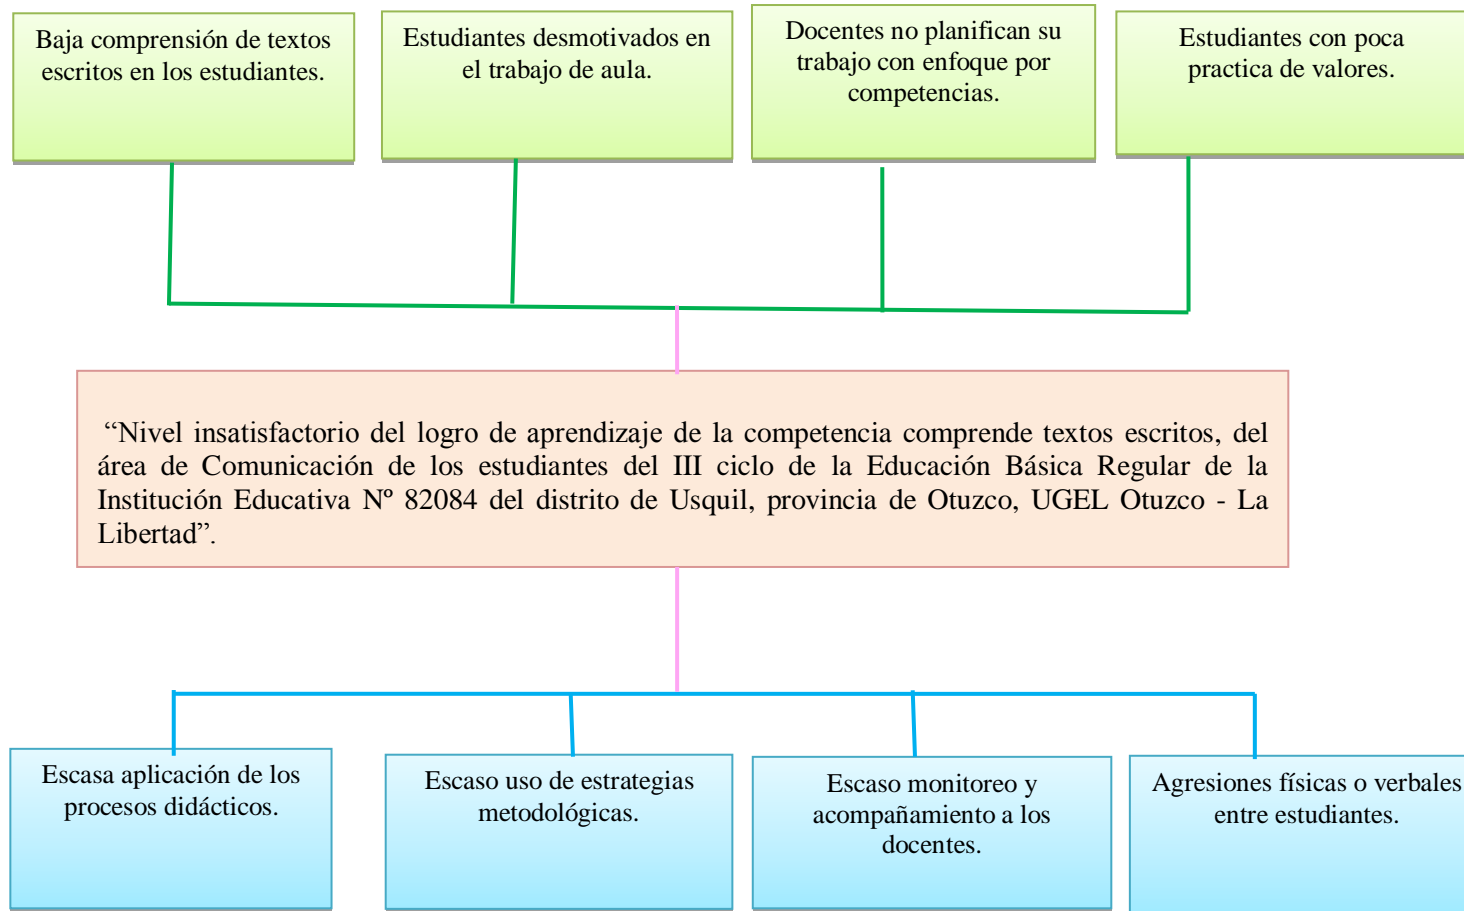 Baja comprensión de textos
escritos en los estudiantes.
Estudiantes desmotivados en
el trabajo de aula.
Docentes no planifican su
trabajo con enfoque por
competencias.
Estudiantes con poca
practica de valores.
“Nivel insatisfactorio del logro de aprendizaje de la competencia comprende textos escritos, del
área de Comunicación de los estudiantes del III ciclo de la Educación Básica Regular de la
Institución Educativa Nº 82084 del distrito de Usquil, provincia de Otuzco, UGEL Otuzco - La
Libertad”.
Escasa aplicación de los
procesos didácticos.
Escaso uso de estrategias
metodológicas.
Escaso monitoreo y
acompañamiento a los
docentes.
Agresiones físicas o verbales
entre estudiantes.